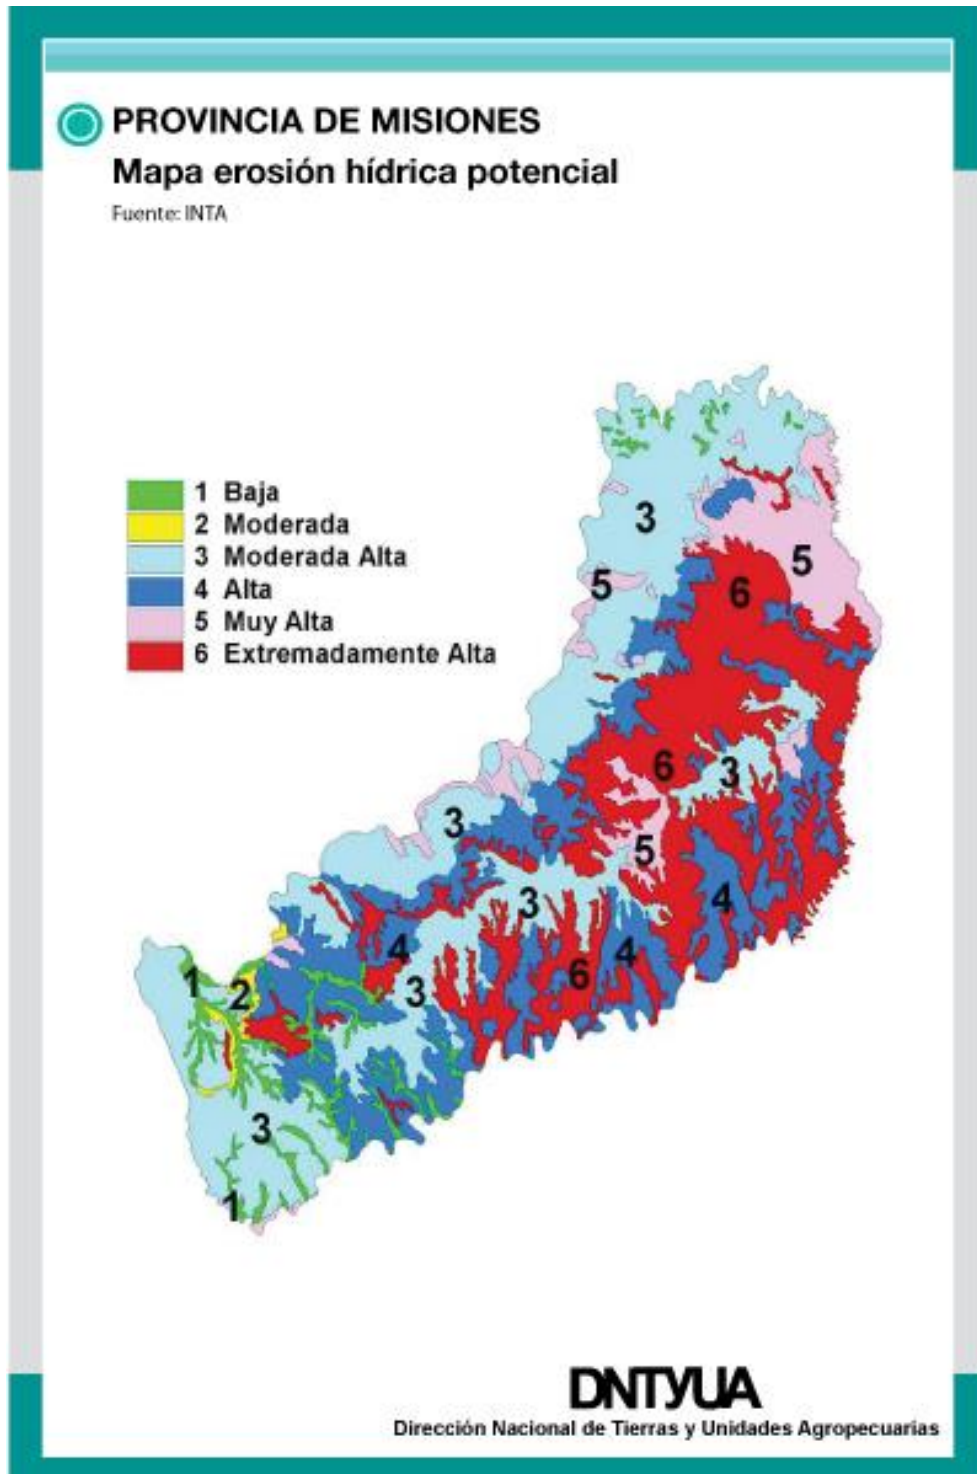 PROVINCIA DE MISIONES
Mapa erosión hídrica potencial
Fuente: INTA
1 Baja
2 Moderada
3 Moderada Alta
4 Alta
5 Muy Alta
6 Extremadamente Alta
3
5
5
6
6
3
3
5
4
3
4
4
6
3
1
2
3
1
DNTyUA
Dirección Nacional de Tierras y Unidades Agropecuarias